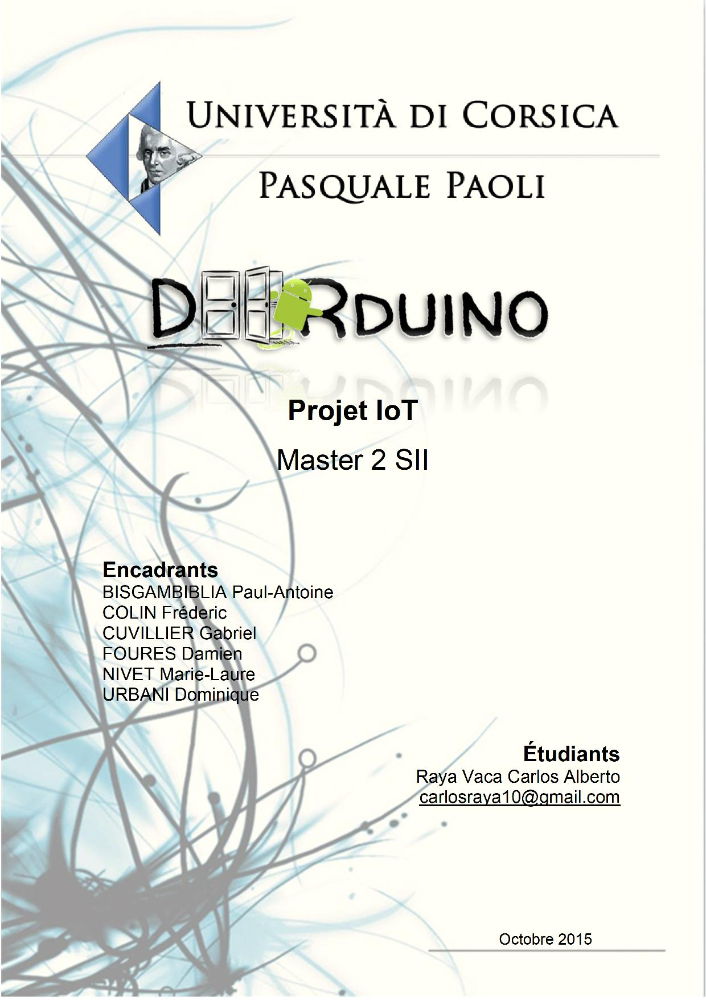 UNIVERSITÀ DI CORSICA
PASQUALE PAOLI
DOORDUINO
Projet IoT
Master 2 SII
Encadrants
BISGAMBIBLIA Paul-Antoine
COLIN Fréderic
CUVILLIER Gabriel
FOURES Damien
NIVET Marie-Laure
URBANI Dominique
Étudiants
Raya Vaca Carlos Alberto
carlosraya10@gmail.com
Octobre 2015